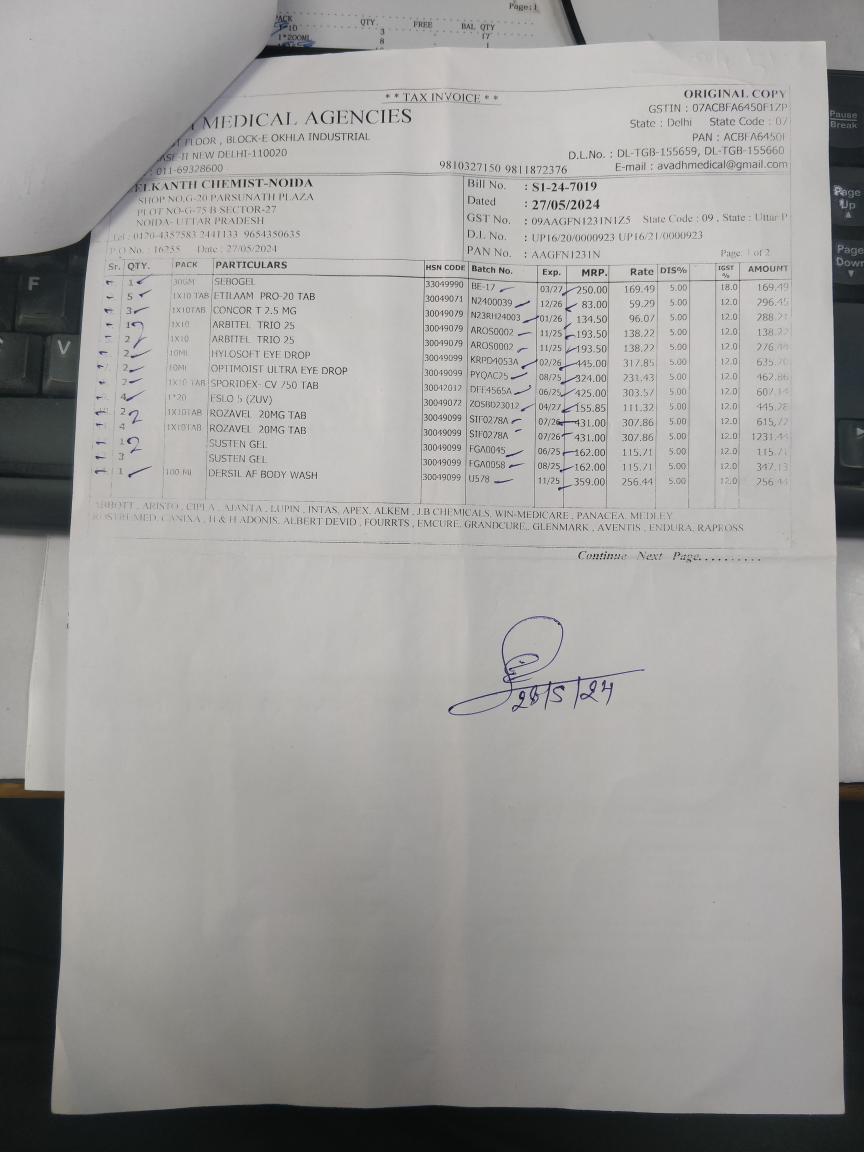 Page:1
PACK QTY. FREE BAL QTY
3 17
1*200ML 8 1
* * TAX INVOICE * *
ORIGINAL COPY
MEDICAL AGENCIES
GSTIN : 07ACBFA6450F1ZP
State : Delhi State Code : 07
FLOOR , BLOCK-E OKHLA INDUSTRIAL
PAN : ACBFA6450F
ASE-II NEW DELHI-110020
D.L.No. : DL-TGB-155659, DL-TGB-155660
: 011-69328600
9810327150 9811872376
E-mail : avadhmedical@gmail.com
ELKANTH CHEMIST-NOIDA
SHOP NO.G-20 PARSUNATH PLAZA
PLOT NO-G-75 B SECTOR-27
NOIDA- UTTAR PRADESH
Tel : 0120-4357583 2441133 9654350635
P.O No. : 16255 Date : 27/05/2024
Bill No. : S1-24-7019
Dated : 27/05/2024
GST No. : 09AAGFN1231N1Z5 State Code : 09 , State : Uttar P
D.L No. : UP16/20/0000923 UP16/21/0000923
PAN No. : AAGFN1231N
Page: 1 of 2
Sr. QTY. PACK PARTICULARS HSN CODE Batch No. Exp. MRP. Rate DIS% IGST % AMOUNT
1 30GM SEBOGEL 33049990 BE-17 03/27 250.00 169.49 5.00 18.0 169.49
5 1X10 TAB ETILAAM PRO-20 TAB 30049071 N2400039 12/26 83.00 59.29 5.00 12.0 296.45
3 1X10TAB CONCOR T 2.5 MG 30049079 N23RH24003 01/26 134.50 96.07 5.00 12.0 288.21
1 1X10 ARBITEL TRIO 25 30049079 AROS0002 11/25 193.50 138.22 5.00 12.0 138.22
2 1X10 ARBITEL TRIO 25 30049079 AROS0002 11/25 193.50 138.22 5.00 12.0 276.44
2 10ML HYLOSOFT EYE DROP 30049099 KRPD4053A 02/26 445.00 317.85 5.00 12.0 635.70
2 10MI OPTIMOIST ULTRA EYE DROP 30049099 PYQAC25 08/25 324.00 231.43 5.00 12.0 462.86
2 1X10 TAB SPORIDEX- CV 750 TAB 30042012 DFE4565A 06/25 425.00 303.57 5.00 12.0 607.14
4 1*20 ESLO 5 (ZUV) 30049072 ZOSBD23012 04/27 155.85 111.32 5.00 12.0 445.28
2 1X10TAB ROZAVEL 20MG TAB 30049099 SIF0278A 07/26 431.00 307.86 5.00 12.0 615.72
4 1X10TAB ROZAVEL 20MG TAB 30049099 SIF0278A 07/26 431.00 307.86 5.00 12.0 1231.44
1 SUSTEN GEL 30049099 FGA0045 06/25 162.00 115.71 5.00 12.0 115.71
3 SUSTEN GEL 30049099 FGA0058 08/25 162.00 115.71 5.00 12.0 347.13
1 100 ML DERSIL AF BODY WASH 30049099 U578 11/25 359.00 256.44 5.00 12.0 256.44
ABBOTT , ARISTO , CIPLA , AJANTA , LUPIN , INTAS, APEX, ALKEM , J.B CHEMICALS, WIN-MEDICARE , PANACEA, MEDLEY
CANIXA , H & H ADONIS, ALBERT DEVID , FOURRTS , EMCURE, GRANDCURE,, GLENMARK , AVENTIS , ENDURA, RAPROSS
Continue Next Page..........
28/5/24
F
V
Pause
Break
Page
Up
Page
Down